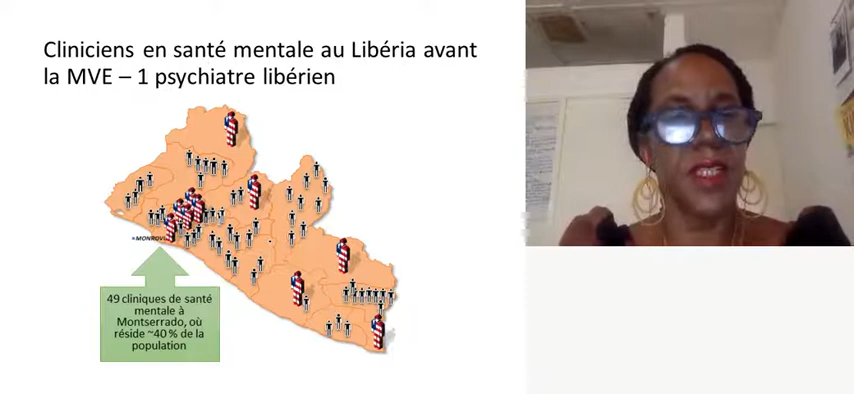 Cliniciens en santé mentale au Libéria avant
la MVE – 1 psychiatre libérien
MONROVIA
49 cliniques de santé
mentale à
Montserrado, où
réside ~40 % de la
population